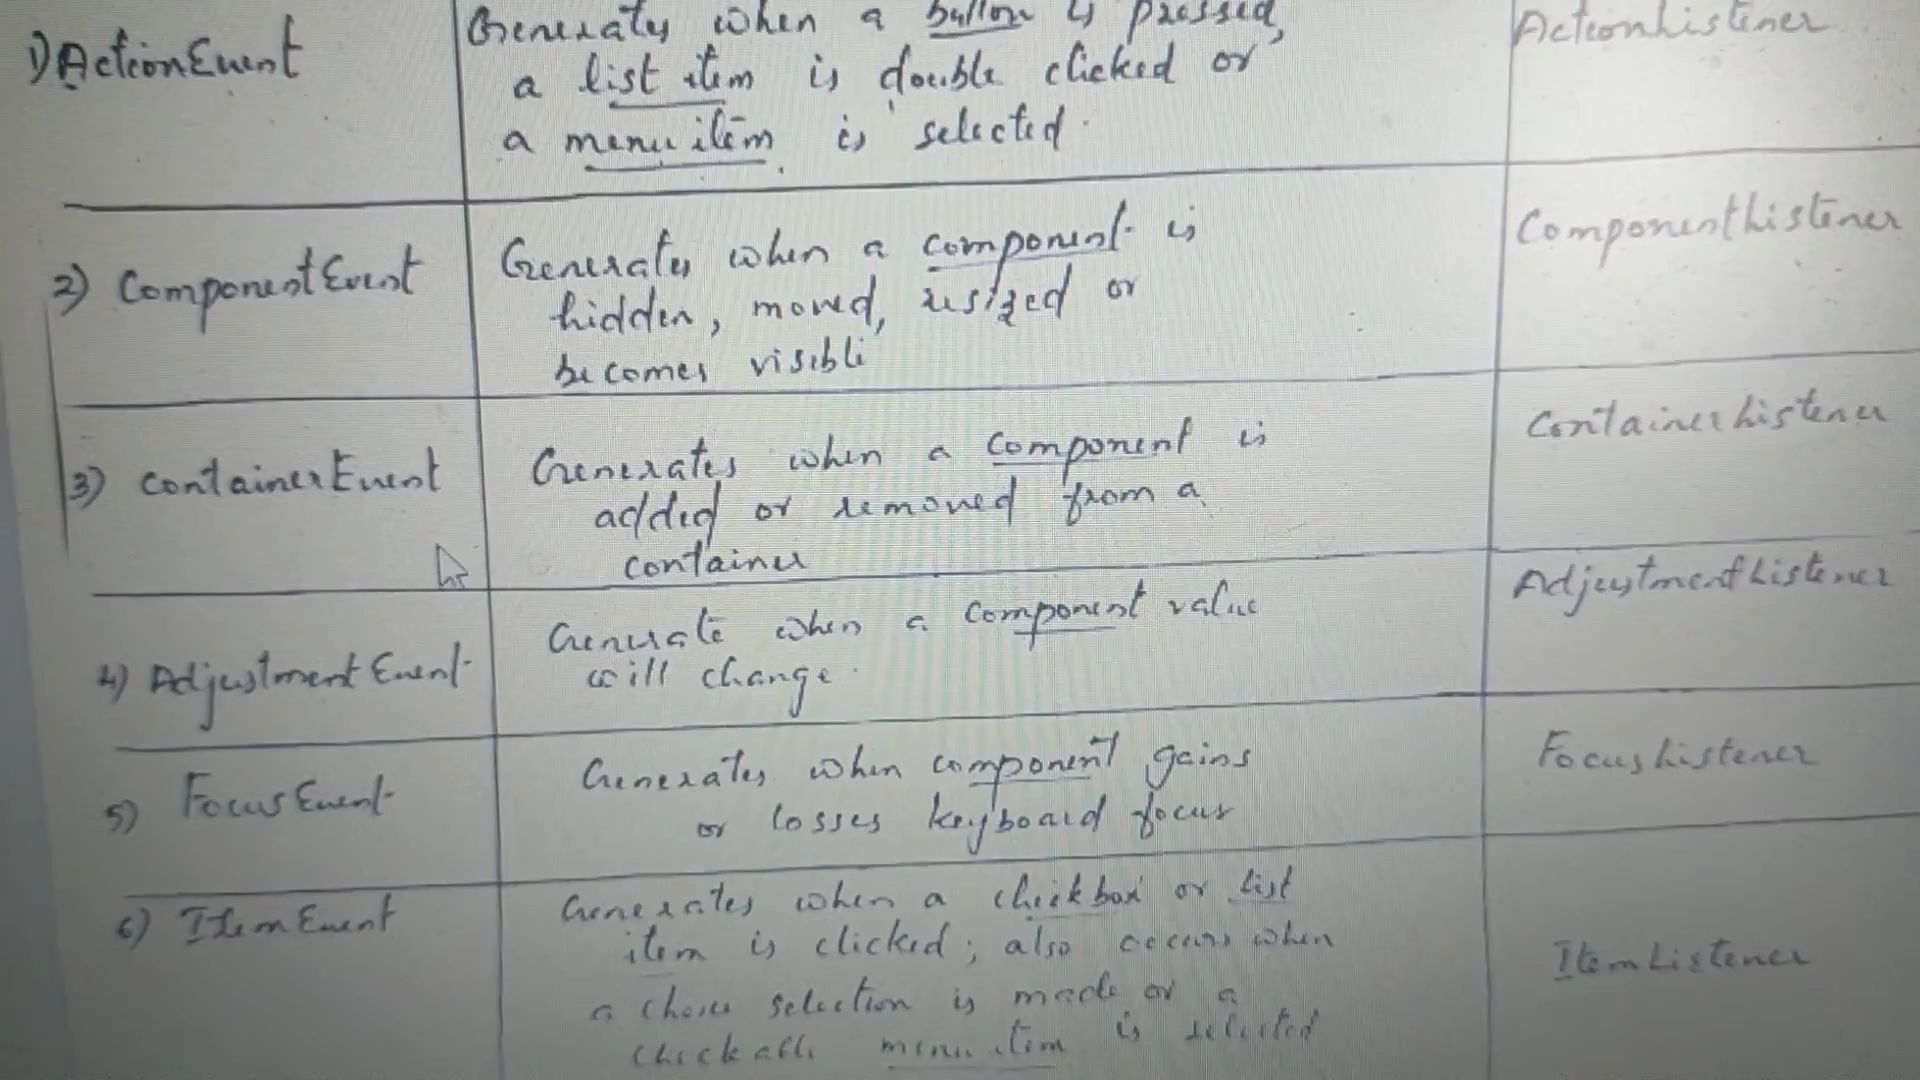 1) ActionEvent
Generates when a button is pressed,
a list item is double clicked or
a menu item is selected.
ActionListener
2) ComponentEvent
Generates when a component is
hidden, moved, resized or
becomes visible
ComponentListener
3) ContainerEvent
Generates when a component is
added or removed from a
container
ContainerListener
4) AdjustmentEvent
Generate when a component value
will change.
AdjustmentListener
5) FocusEvent
Generates when component gains
or losses keyboard focus
FocusListener
6) ItemEvent
Generates when a checkbox or list
item is clicked; also occurs when
a choice selection is made or a
checkable menu item is selected
ItemListener